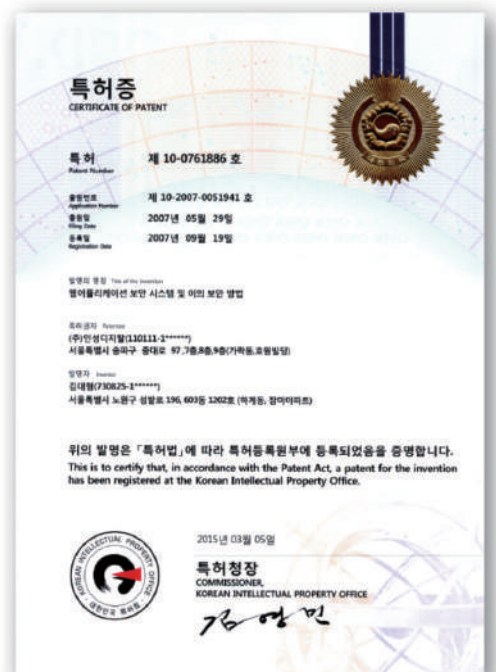 특허증
CERTIFICATE OF PATENT
특 허 제 10-0761886 호
Patent Number
출원번호 제 10-2007-0051941 호
Application Number
출원일 2007년 05월 29일
Filing Date
등록일 2007년 09월 19일
Registration Date
발명의 명칭 Title of the Invention
웹어플리케이션 보안 시스템 및 이의 보안 방법
특허권자 Patentee
(주)인성디지탈(110111-1******)
서울특별시 송파구 중대로 97,7층,8층,9층(가락동,효원빌딩)
발명자 Inventor
김대형(730825-1******)
서울특별시 노원구 섬밭로 196, 603동 1202호 (하계동, 장미아파트)
위의 발명은 「특허법」에 따라 특허등록원부에 등록되었음을 증명합니다.
This is to certify that, in accordance with the Patent Act, a patent for the invention
has been registered at the Korean Intellectual Property Office.
2015년 03월 05일
특허청장
COMMISSIONER,
KOREAN INTELLECTUAL PROPERTY OFFICE
김영민
KOREAN INTELLECTUAL PROPERTY OFFICE
대한민국 특허청